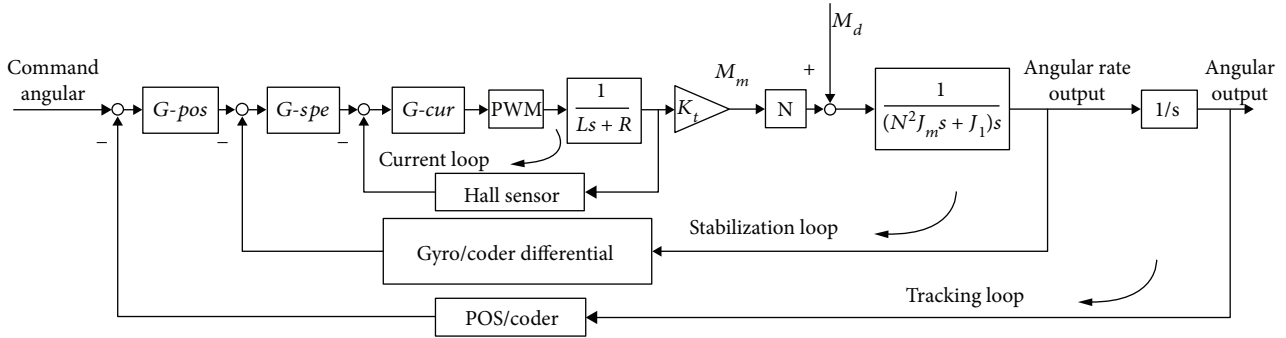 M_d
Command
angular
Angular rate
output
Angular
output
M_m
+
G-pos
G-spe
G-cur
PWM
1
Ls + R
K_t
N
1
(N²J_m s + J_1)s
1/s
−
−
−
Current loop
Hall sensor
Stabilization loop
Gyro/coder differential
Tracking loop
POS/coder